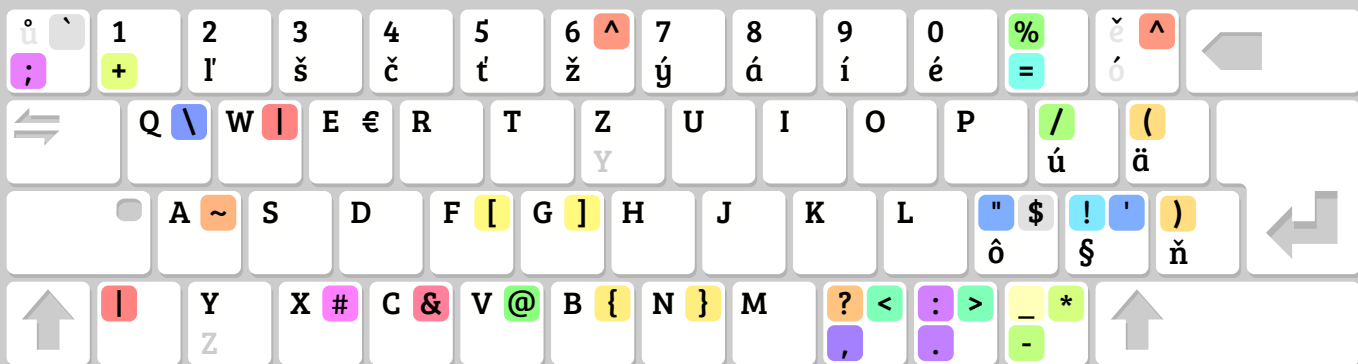 ů ` 1 2 3 4 5 6 ^ 7 8 9 0 % ě ^
; + ľ š č ť ž ý á í é = ó
Q \ W | E € R T Z U I O P / (
Y ú ä
A ~ S D F [ G ] H J K L " $ ! ' )
ô § ň
| Y X # C & V @ B { N } M ? < : > _ *
Z , . -